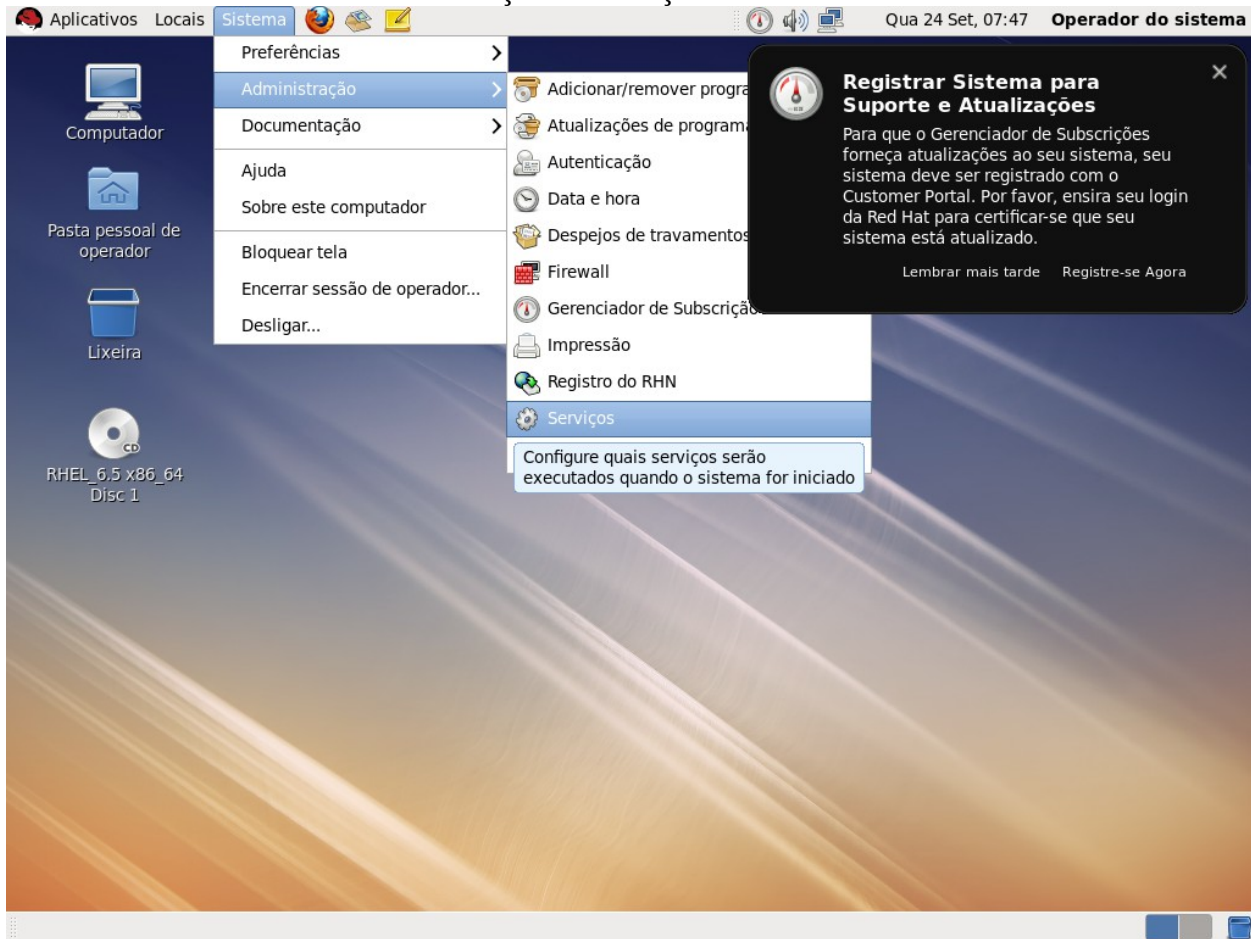 Aplicativos Locais Sistema
Qua 24 Set, 07:47 Operador do sistema
Preferências
Administração
Documentação
Ajuda
Sobre este computador
Bloquear tela
Encerrar sessão de operador...
Desligar...
Adicionar/remover progra
Atualizações de programa
Autenticação
Data e hora
Despejos de travamentos
Firewall
Gerenciador de Subscrição
Impressão
Registro do RHN
Serviços
Configure quais serviços serão
executados quando o sistema for iniciado
Registrar Sistema para
Suporte e Atualizações
Para que o Gerenciador de Subscrições
forneça atualizações ao seu sistema, seu
sistema deve ser registrado com o
Customer Portal. Por favor, ensira seu login
da Red Hat para certificar-se que seu
sistema está atualizado.
Lembrar mais tarde Registre-se Agora
Computador
Pasta pessoal de
operador
Lixeira
CD
RHEL_6.5 x86_64
Disc 1